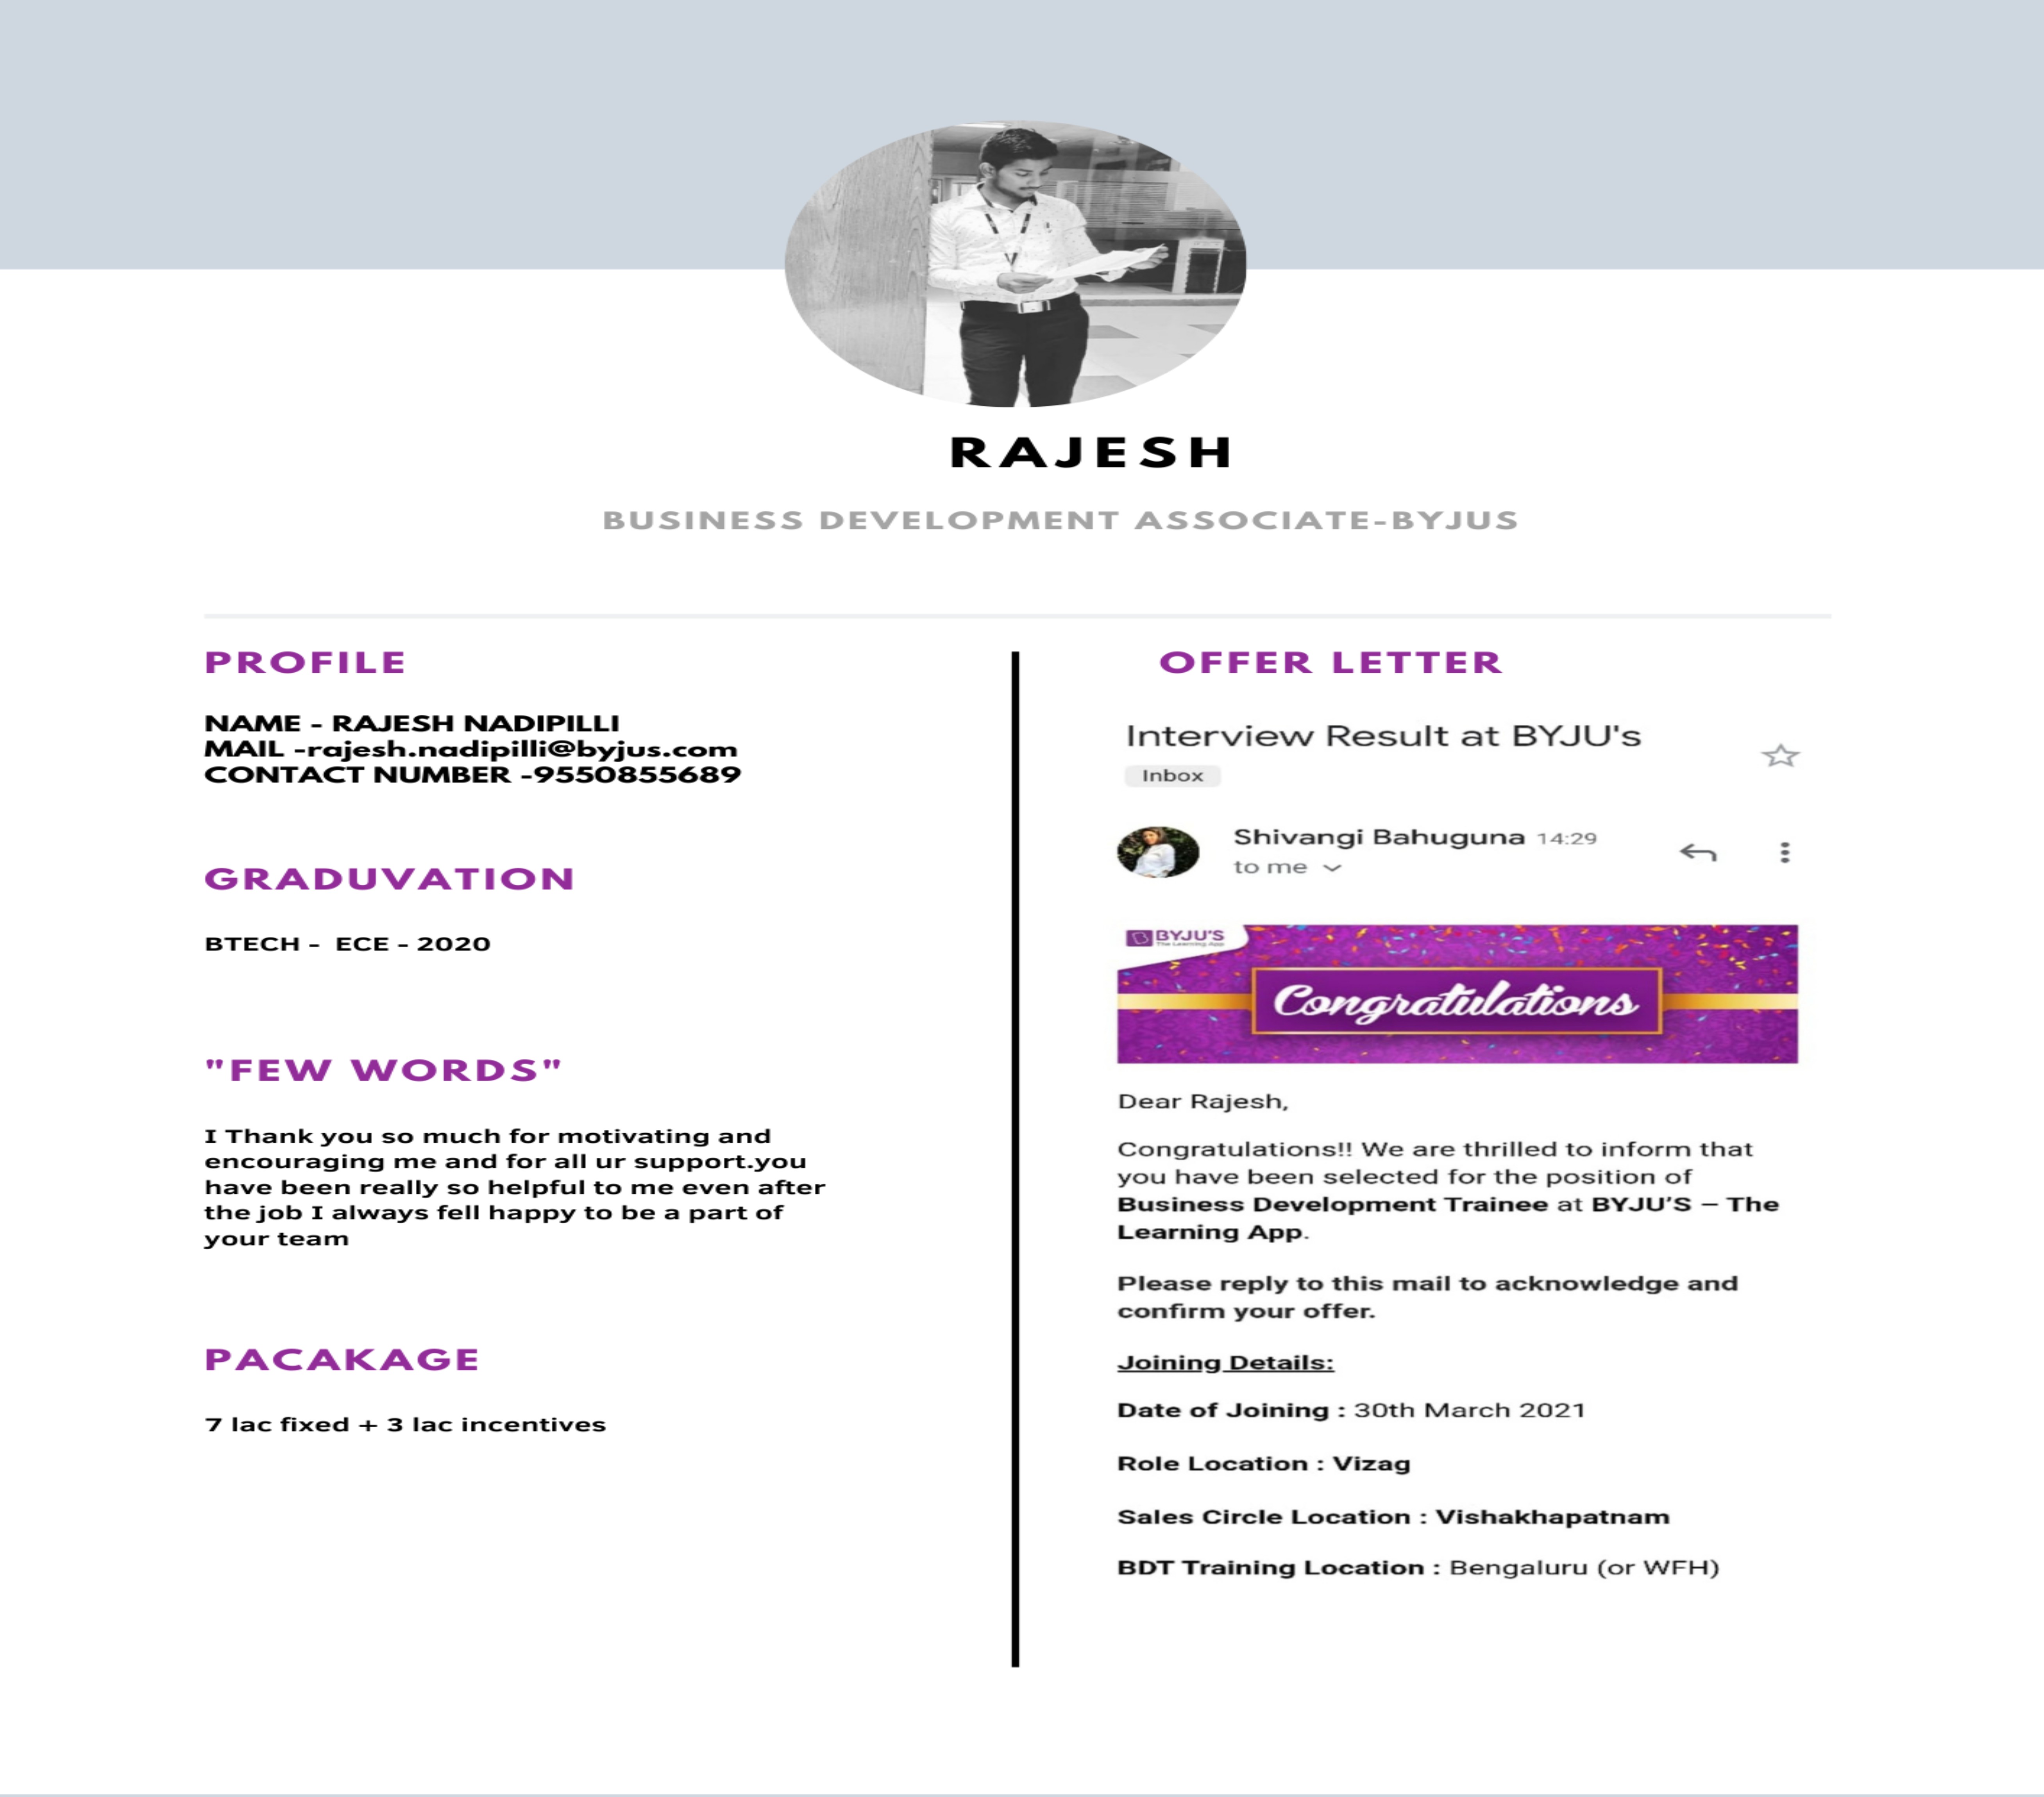 RAJESH
BUSINESS DEVELOPMENT ASSOCIATE-BYJUS
PROFILE
NAME - RAJESH NADIPILLI
MAIL -rajesh.nadipilli@byjus.com
CONTACT NUMBER -9550855689
GRADUVATION
BTECH -  ECE - 2020
"FEW WORDS"
I Thank you so much for motivating and
encouraging me and for all ur support.you
have been really so helpful to me even after
the job I always fell happy to be a part of
your team
PACAKAGE
7 lac fixed + 3 lac incentives
OFFER LETTER
Interview Result at BYJU's
Inbox
Shivangi Bahuguna 14:29
to me
BYJU'S
The Learning App
Congratulations
Dear Rajesh,
Congratulations!! We are thrilled to inform that
you have been selected for the position of
Business Development Trainee at BYJU'S – The
Learning App.
Please reply to this mail to acknowledge and
confirm your offer.
Joining Details:
Date of Joining : 30th March 2021
Role Location : Vizag
Sales Circle Location : Vishakhapatnam
BDT Training Location : Bengaluru (or WFH)